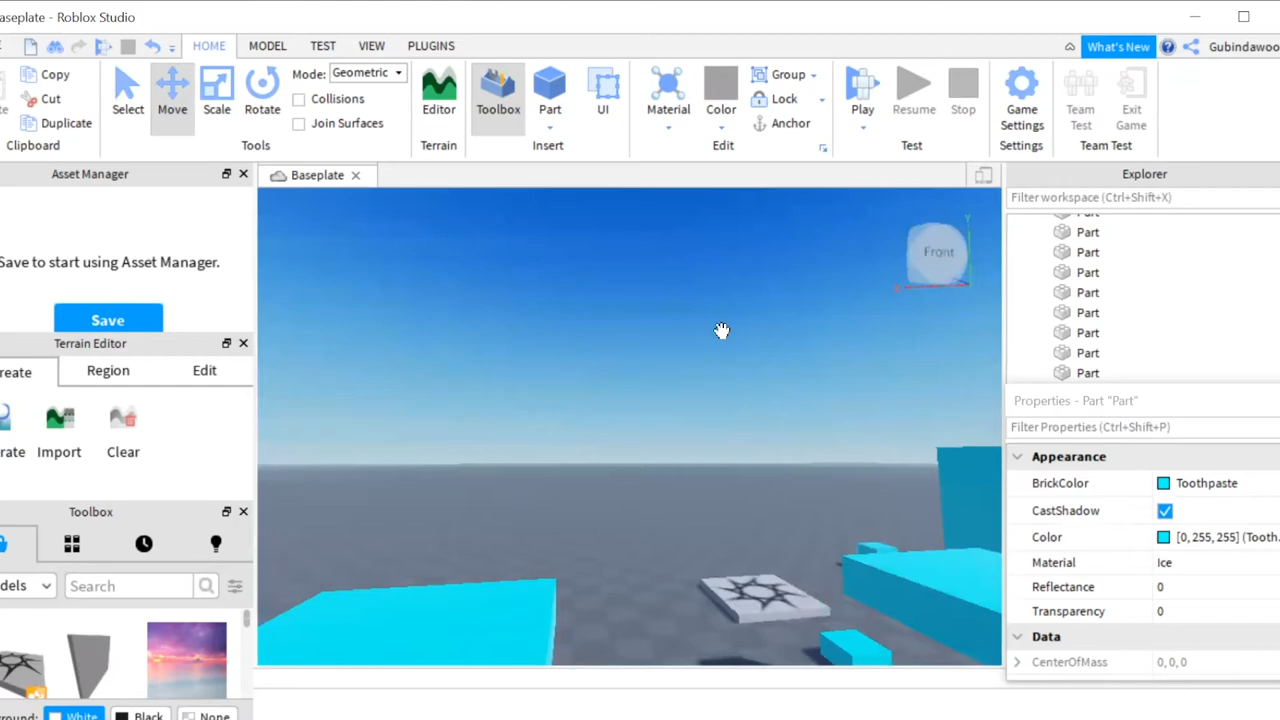 aseplate - Roblox Studio
HOME MODEL TEST VIEW PLUGINS What's New Gubindawoo
Copy
Cut
Duplicate
Clipboard
Select Move Scale Rotate
Mode: Geometric
Collisions
Join Surfaces
Tools
Editor
Terrain
Toolbox Part UI
Insert
Material Color
Group
Lock
Anchor
Edit
Play Resume Stop
Test
Game Settings
Settings
Team Test
Exit Game
Team Test
Asset Manager
Save to start using Asset Manager.
Save
Terrain Editor
reate Region Edit
rate Import Clear
Toolbox
dels Search
round: White Black None
Baseplate
Front
Y
Explorer
Filter workspace (Ctrl+Shift+X)
Part
Part
Part
Part
Part
Part
Part
Part
Part
Properties - Part "Part"
Filter Properties (Ctrl+Shift+P)
Appearance
BrickColor Toothpaste
CastShadow
Color [0, 255, 255] (Tooth.
Material Ice
Reflectance 0
Transparency 0
Data
CenterOfMass 0, 0, 0